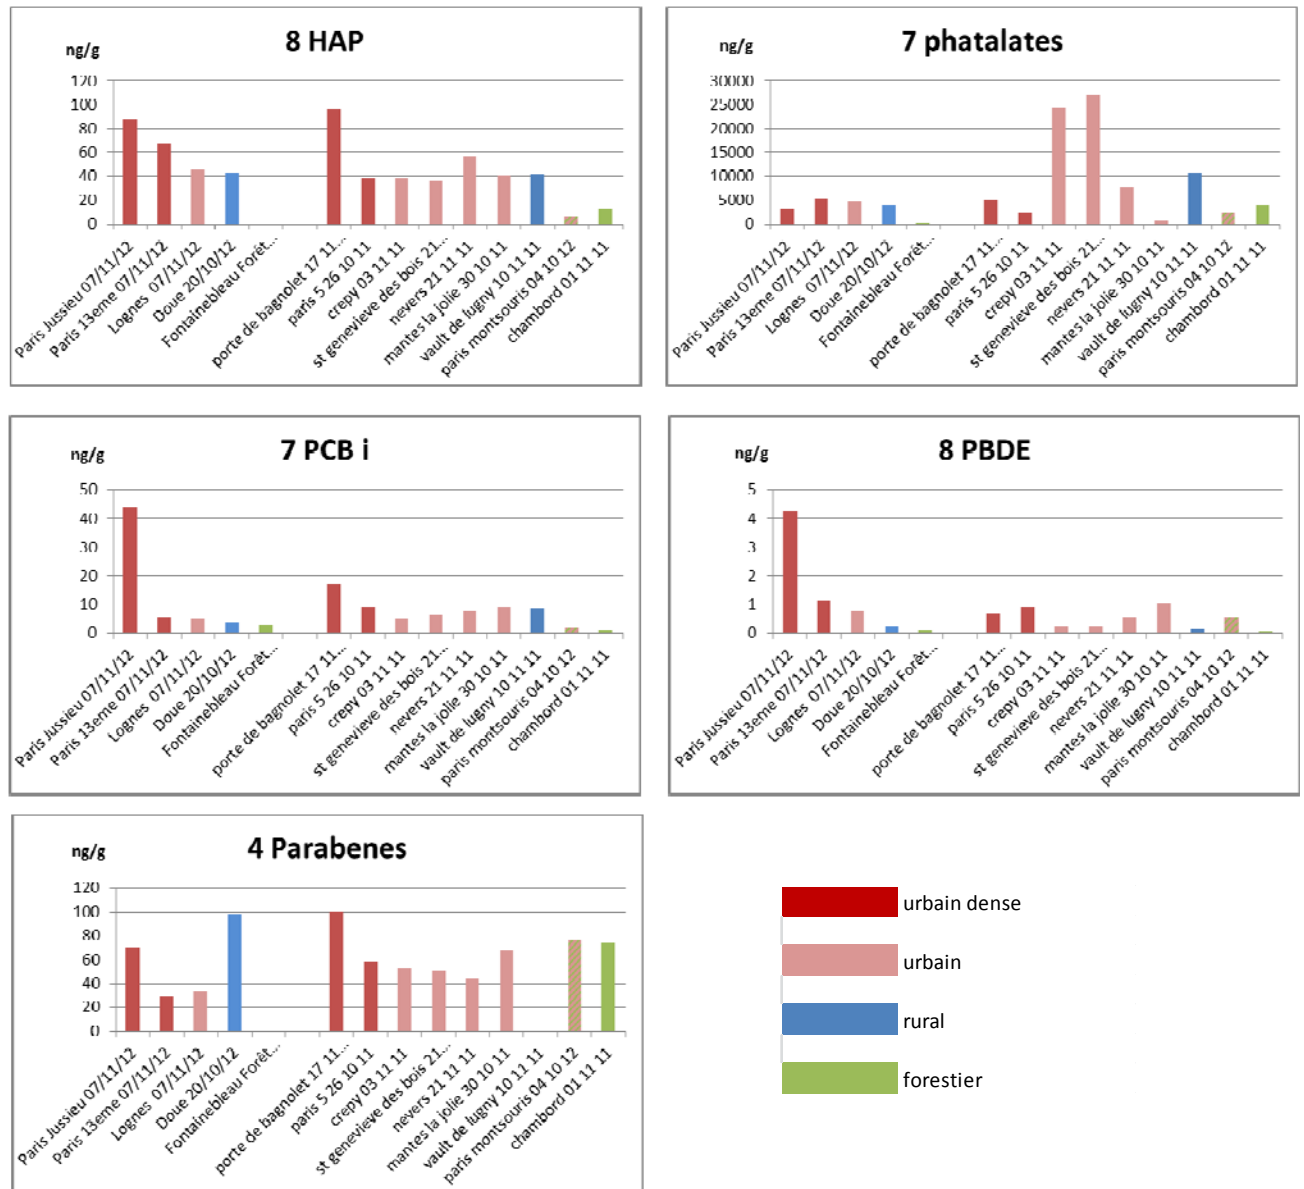 8 HAP
ng/g
120
100
80
60
40
20
0
Paris Jussieu 07/11/12
Paris 13eme 07/11/12
Lognes 07/11/12
Doue 20/10/12
Fontainebleau Forêt...
porte de bagnolet 17 11...
paris 5 26 10 11
crepy 03 11 11
st genevieve des bois 21...
nevers 21 11 11
mantes la jolie 30 10 11
vault de lugny 10 11 11
paris montsouris 04 10 12
chambord 01 11 11
7 phatalates
ng/g
30000
25000
20000
15000
10000
5000
0
Paris Jussieu 07/11/12
Paris 13eme 07/11/12
Lognes 07/11/12
Doue 20/10/12
Fontainebleau Forêt...
porte de bagnolet 17 11...
paris 5 26 10 11
crepy 03 11 11
st genevieve des bois 21...
nevers 21 11 11
mantes la jolie 30 10 11
vault de lugny 10 11 11
paris montsouris 04 10 12
chambord 01 11 11
7 PCB i
ng/g
50
40
30
20
10
0
Paris Jussieu 07/11/12
Paris 13eme 07/11/12
Lognes 07/11/12
Doue 20/10/12
Fontainebleau Forêt...
porte de bagnolet 17 11...
paris 5 26 10 11
crepy 03 11 11
st genevieve des bois 21...
nevers 21 11 11
mantes la jolie 30 10 11
vault de lugny 10 11 11
paris montsouris 04 10 12
chambord 01 11 11
8 PBDE
ng/g
5
4
3
2
1
0
Paris Jussieu 07/11/12
Paris 13eme 07/11/12
Lognes 07/11/12
Doue 20/10/12
Fontainebleau Forêt...
porte de bagnolet 17 11...
paris 5 26 10 11
crepy 03 11 11
st genevieve des bois 21...
nevers 21 11 11
mantes la jolie 30 10 11
vault de lugny 10 11 11
paris montsouris 04 10 12
chambord 01 11 11
4 Parabenes
ng/g
120
100
80
60
40
20
0
Paris Jussieu 07/11/12
Paris 13eme 07/11/12
Lognes 07/11/12
Doue 20/10/12
Fontainebleau Forêt...
porte de bagnolet 17 11...
paris 5 26 10 11
crepy 03 11 11
st genevieve des bois 21...
nevers 21 11 11
mantes la jolie 30 10 11
vault de lugny 10 11 11
paris montsouris 04 10 12
chambord 01 11 11
urbain dense
urbain
rural
forestier